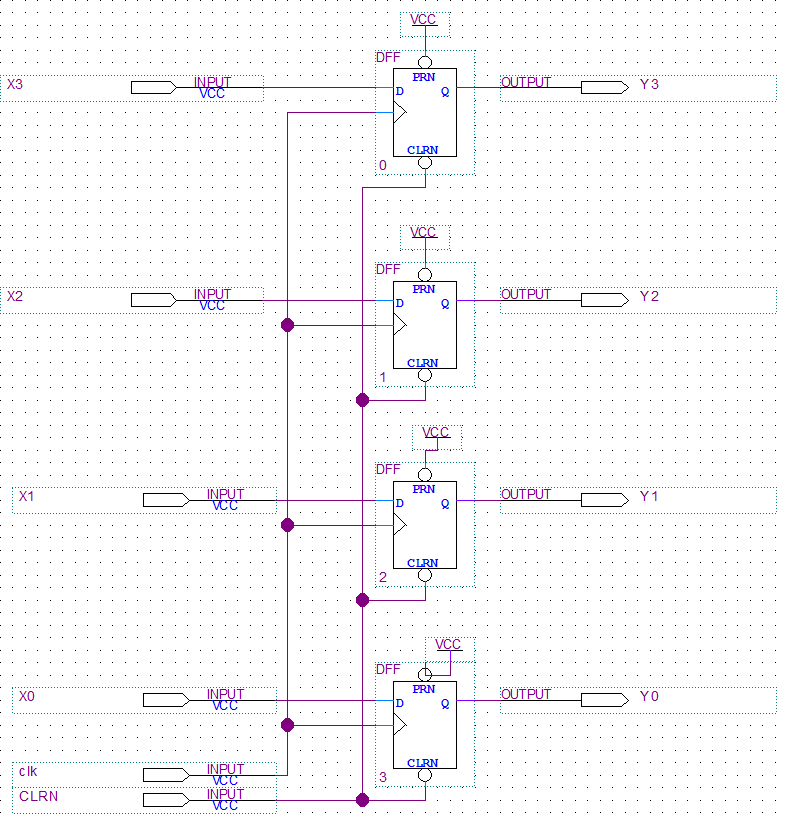 VCC
DFF
PRN
X3 INPUT D Q OUTPUT Y3
VCC
CLRN
0
VCC
DFF
PRN
X2 INPUT D Q OUTPUT Y2
VCC
CLRN
1
VCC
DFF
PRN
X1 INPUT D Q OUTPUT Y1
VCC
CLRN
2
VCC
DFF
PRN
X0 INPUT D Q OUTPUT Y0
VCC
CLRN
3
clk INPUT
VCC
CLRN INPUT
VCC